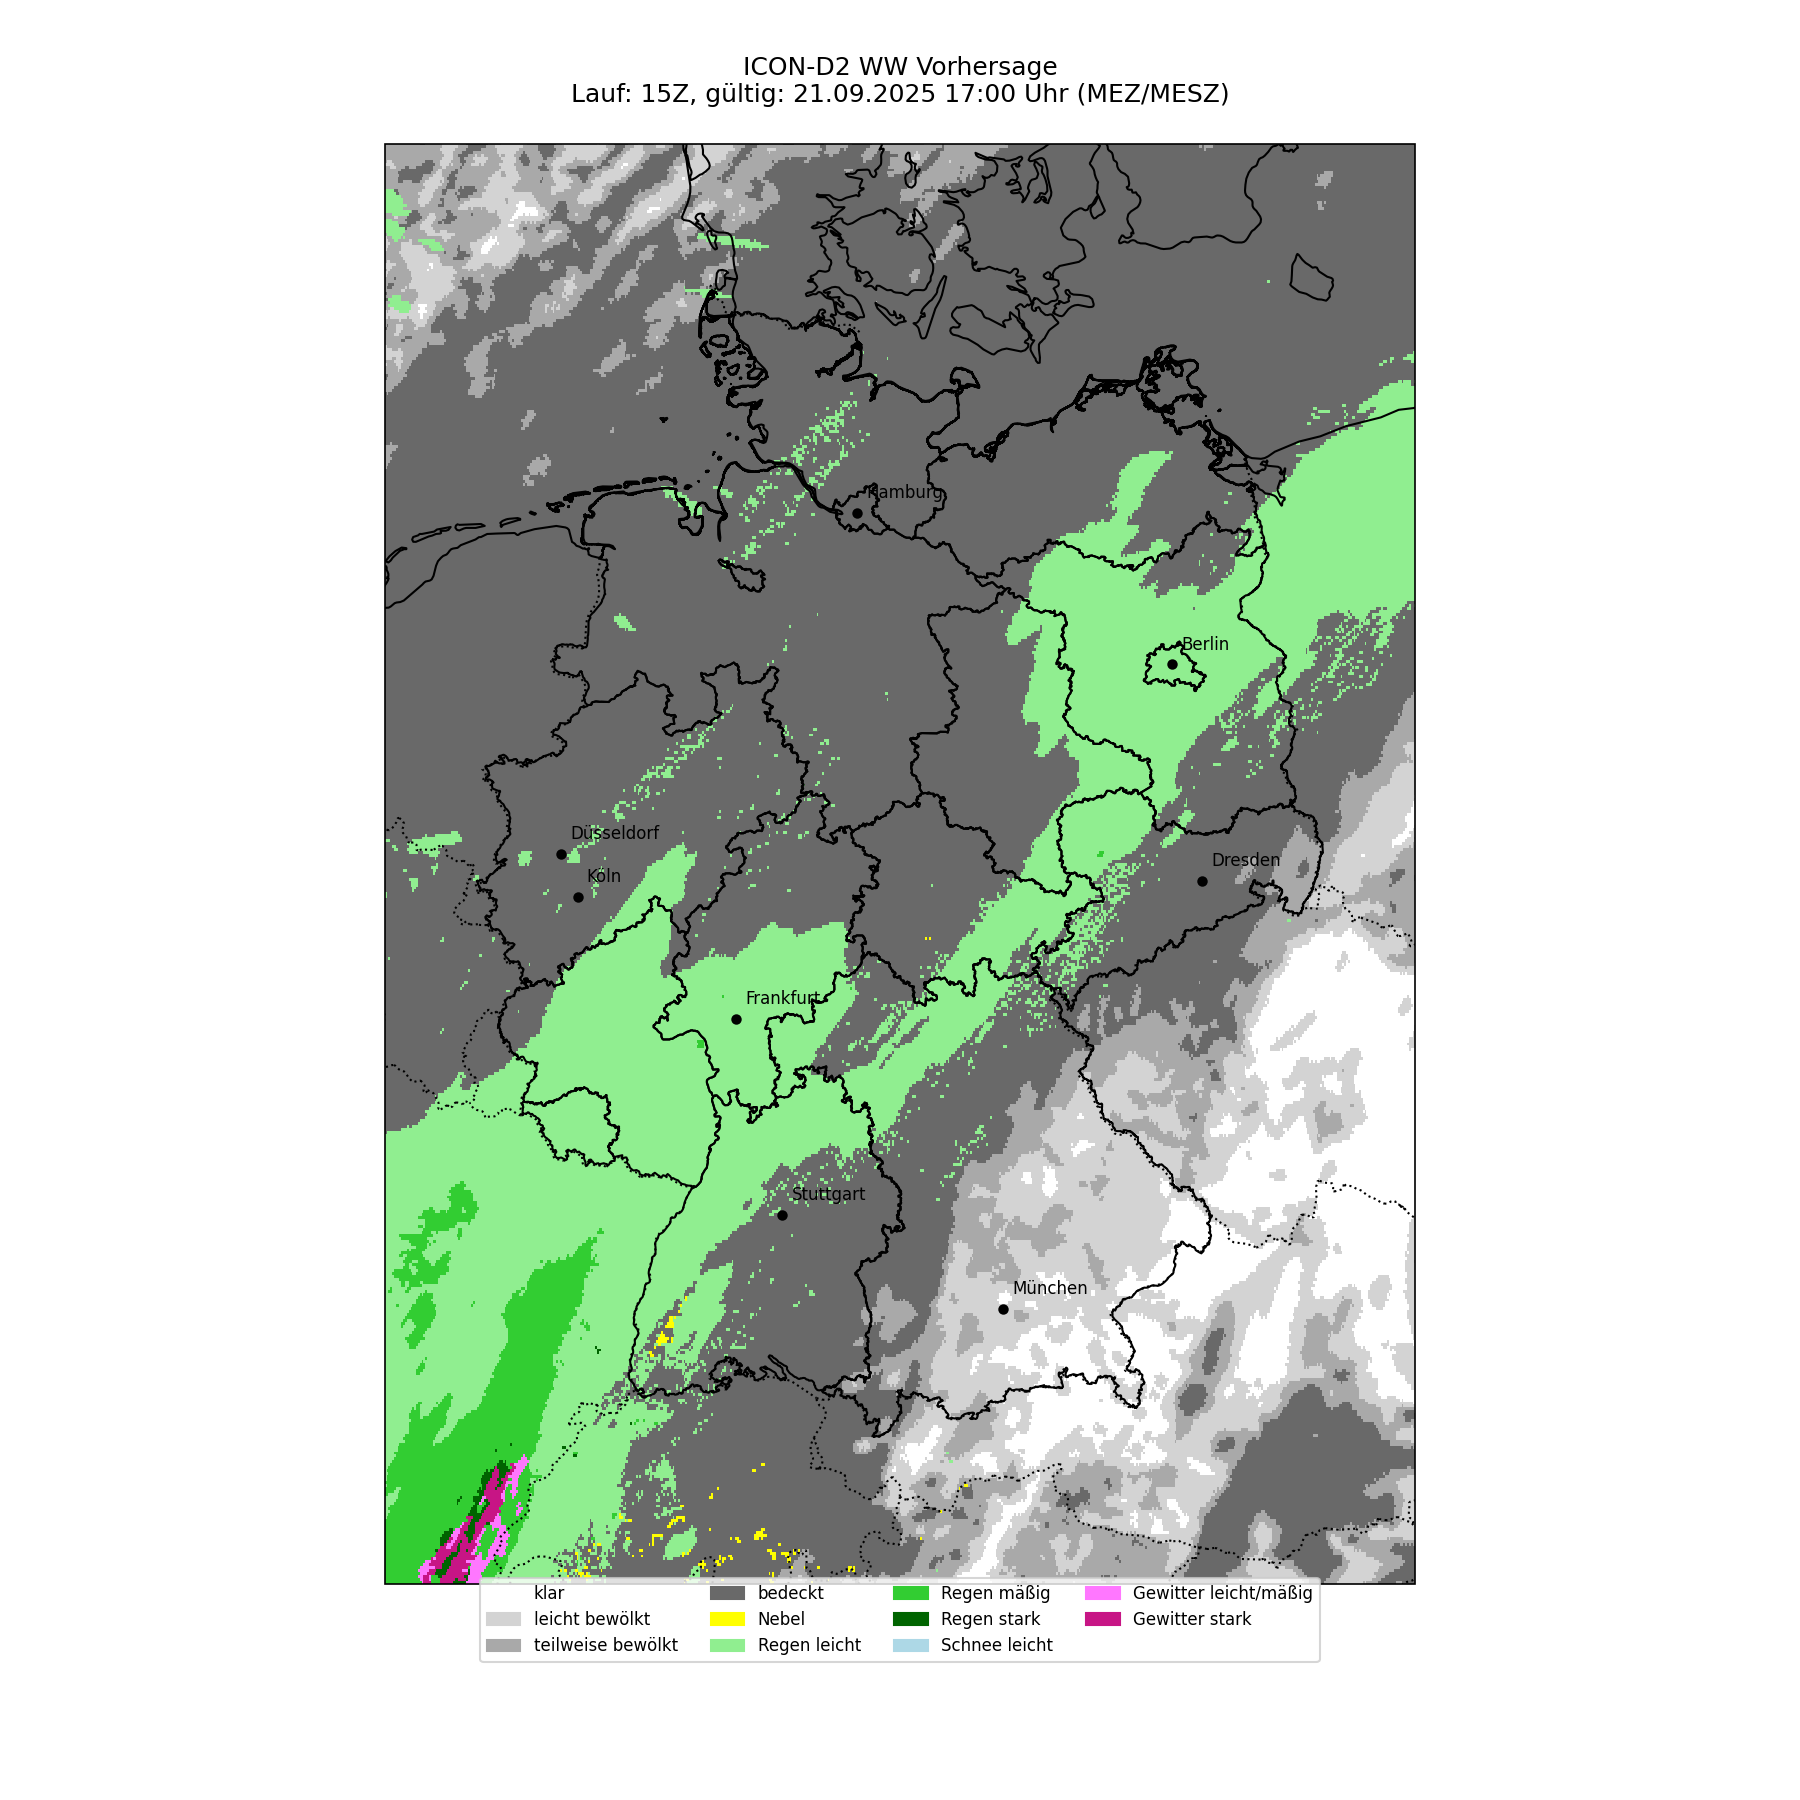 ICON-D2 WW Vorhersage
Lauf: 15Z, gültig: 21.09.2025 17:00 Uhr (MEZ/MESZ)
Hamburg
Berlin
Düsseldorf
Köln
Dresden
Frankfurt
Stuttgart
München
klar
leicht bewölkt
teilweise bewölkt
bedeckt
Nebel
Regen leicht
Regen mäßig
Regen stark
Schnee leicht
Gewitter leicht/mäßig
Gewitter stark